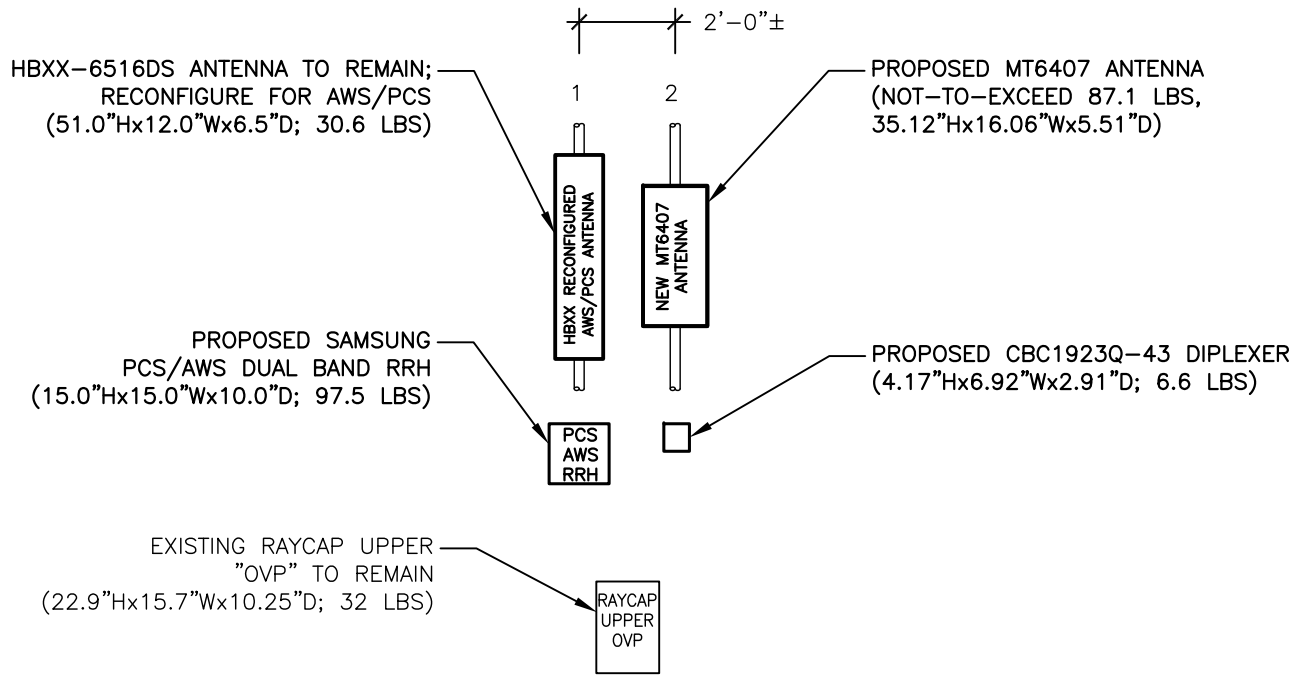 2'-0"±
HBXX-6516DS ANTENNA TO REMAIN;
RECONFIGURE FOR AWS/PCS
(51.0"Hx12.0"Wx6.5"D; 30.6 LBS)
1
2
PROPOSED MT6407 ANTENNA
(NOT-TO-EXCEED 87.1 LBS,
35.12"Hx16.06"Wx5.51"D)
HBXX RECONFIGURED
AWS/PCS ANTENNA
NEW MT6407
ANTENNA
PROPOSED SAMSUNG
PCS/AWS DUAL BAND RRH
(15.0"Hx15.0"Wx10.0"D; 97.5 LBS)
PROPOSED CBC1923Q-43 DIPLEXER
(4.17"Hx6.92"Wx2.91"D; 6.6 LBS)
PCS
AWS
RRH
EXISTING RAYCAP UPPER
"OVP" TO REMAIN
(22.9"Hx15.7"Wx10.25"D; 32 LBS)
RAYCAP
UPPER
OVP